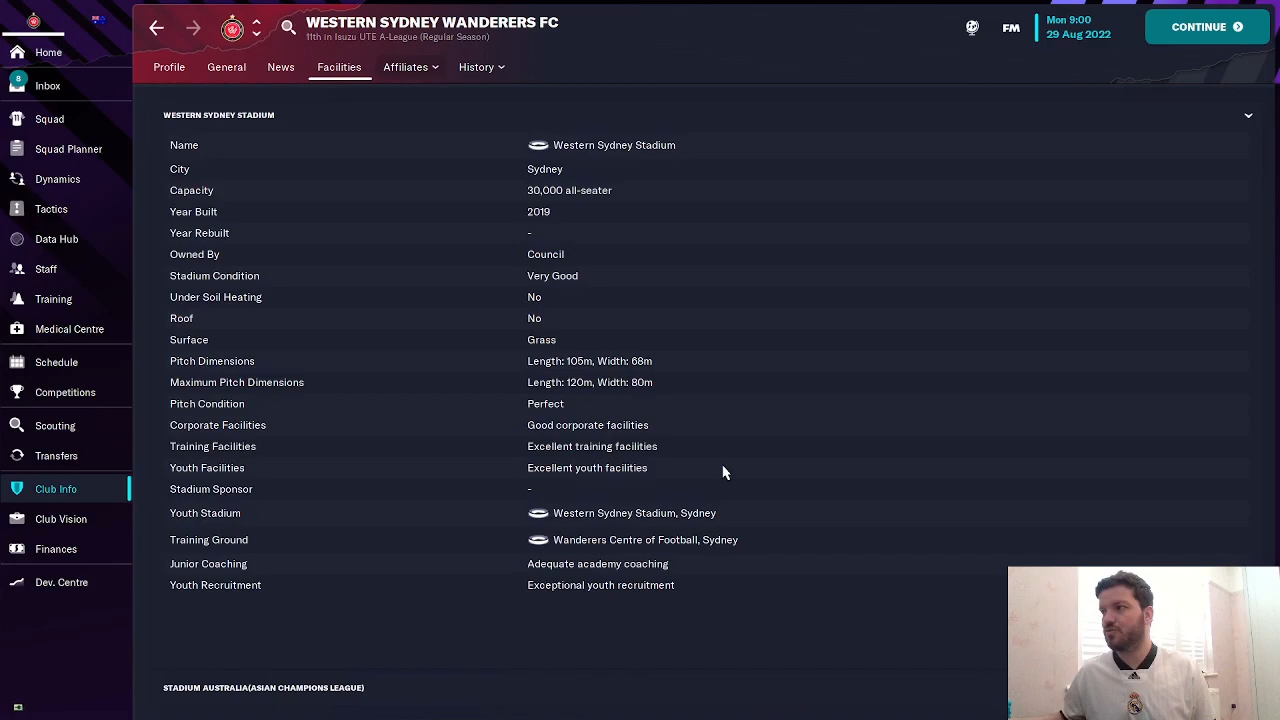 WESTERN SYDNEY WANDERERS FC
11th in Isuzu UTE A-League (Regular Season)
FM
Mon 9:00
29 Aug 2022
CONTINUE
Profile
General
News
Facilities
Affiliates
History
Home
8
Inbox
Squad
Squad Planner
Dynamics
Tactics
Data Hub
Staff
Training
Medical Centre
Schedule
Competitions
Scouting
Transfers
Club Info
Club Vision
Finances
Dev. Centre
WESTERN SYDNEY STADIUM
Name Western Sydney Stadium
City Sydney
Capacity 30,000 all-seater
Year Built 2019
Year Rebuilt -
Owned By Council
Stadium Condition Very Good
Under Soil Heating No
Roof No
Surface Grass
Pitch Dimensions Length: 105m, Width: 68m
Maximum Pitch Dimensions Length: 120m, Width: 80m
Pitch Condition Perfect
Corporate Facilities Good corporate facilities
Training Facilities Excellent training facilities
Youth Facilities Excellent youth facilities
Stadium Sponsor -
Youth Stadium Western Sydney Stadium, Sydney
Training Ground Wanderers Centre of Football, Sydney
Junior Coaching Adequate academy coaching
Youth Recruitment Exceptional youth recruitment
STADIUM AUSTRALIA(ASIAN CHAMPIONS LEAGUE)